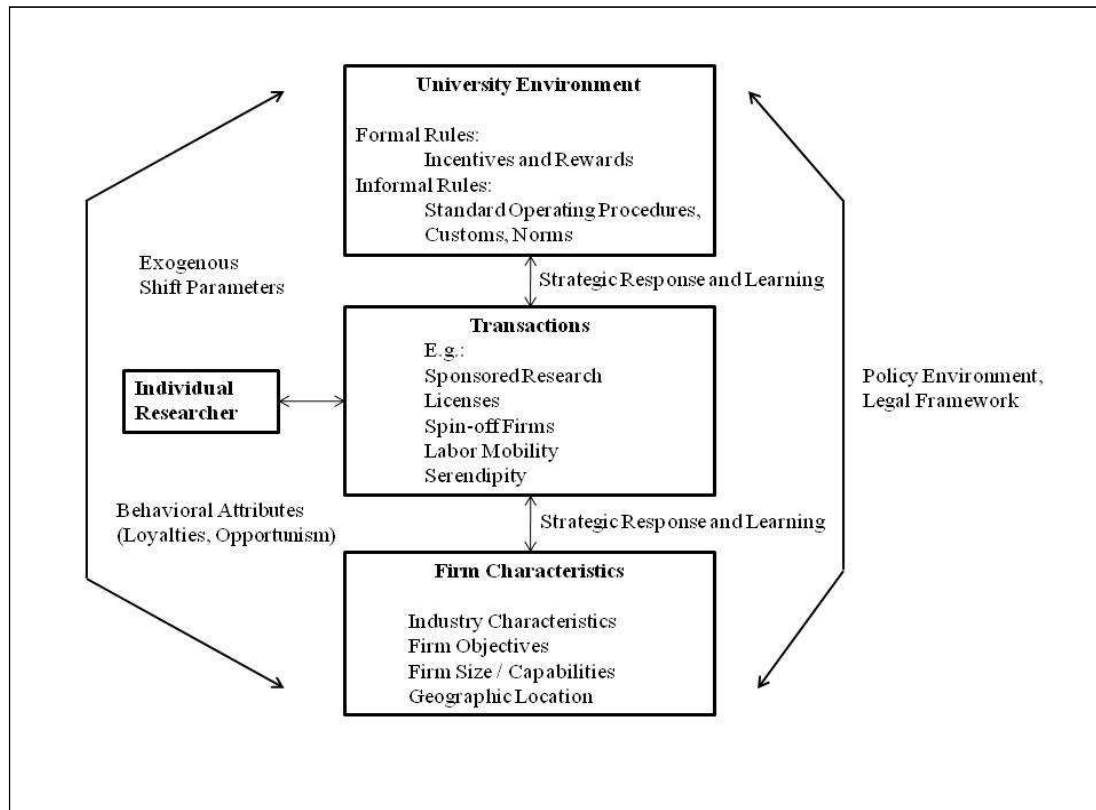 University Environment
Formal Rules:
Incentives and Rewards
Informal Rules:
Standard Operating Procedures,
Customs, Norms
Exogenous
Shift Parameters
Strategic Response and Learning
Transactions
E.g.:
Sponsored Research
Licenses
Spin-off Firms
Labor Mobility
Serendipity
Individual
Researcher
Policy Environment,
Legal Framework
Behavioral Attributes
(Loyalties, Opportunism)
Strategic Response and Learning
Firm Characteristics
Industry Characteristics
Firm Objectives
Firm Size / Capabilities
Geographic Location